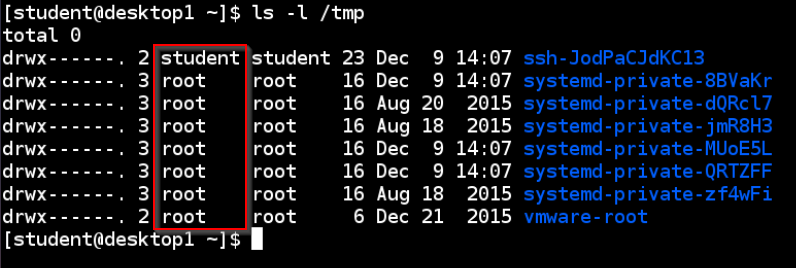 [student@desktop1 ~]$ ls -l /tmp
total 0
drwx------. 2 student student 23 Dec  9 14:07 ssh-JodPaCJdKC13
drwx------. 3 root    root    16 Dec  9 14:07 systemd-private-8BVaKr
drwx------. 3 root    root    16 Aug 20  2015 systemd-private-dQRcl7
drwx------. 3 root    root    16 Aug 18  2015 systemd-private-jmR8H3
drwx------. 3 root    root    16 Dec  9 14:07 systemd-private-MUoE5L
drwx------. 3 root    root    16 Dec  9 14:07 systemd-private-QRTZFF
drwx------. 3 root    root    16 Aug 18  2015 systemd-private-zf4wFi
drwx------. 2 root    root     6 Dec 21  2015 vmware-root
[student@desktop1 ~]$